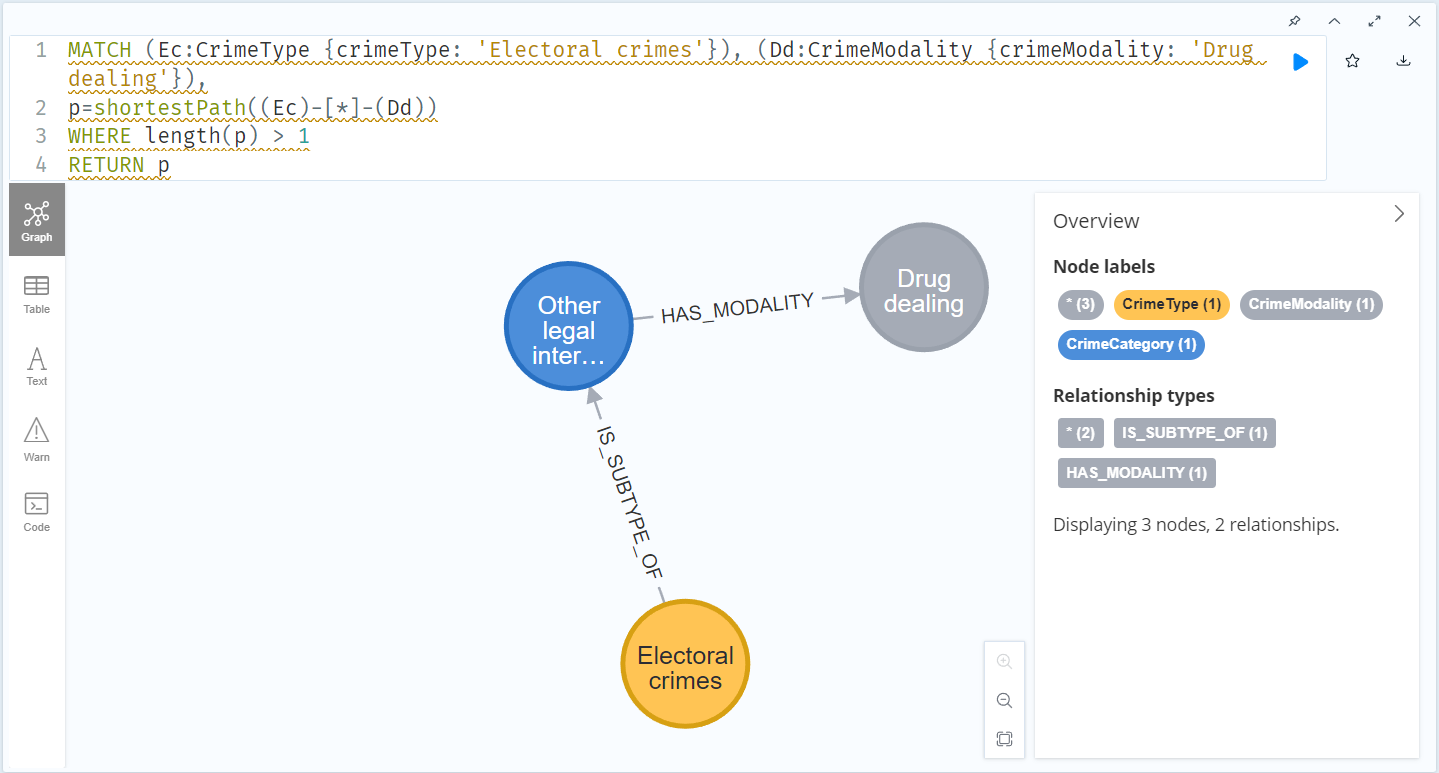 1 MATCH (Ec:CrimeType {crimeType: 'Electoral crimes'}), (Dd:CrimeModality {crimeModality: 'Drug
dealing'}),
2 p=shortestPath((Ec)-[*]-(Dd))
3 WHERE length(p) > 1
4 RETURN p
Graph
Table
Text
Warn
Code
Other
legal
inter…
HAS_MODALITY
Drug
dealing
IS_SUBTYPE_OF
Electoral
crimes
Overview
Node labels
* (3) CrimeType (1) CrimeModality (1)
CrimeCategory (1)
Relationship types
* (2) IS_SUBTYPE_OF (1)
HAS_MODALITY (1)
Displaying 3 nodes, 2 relationships.